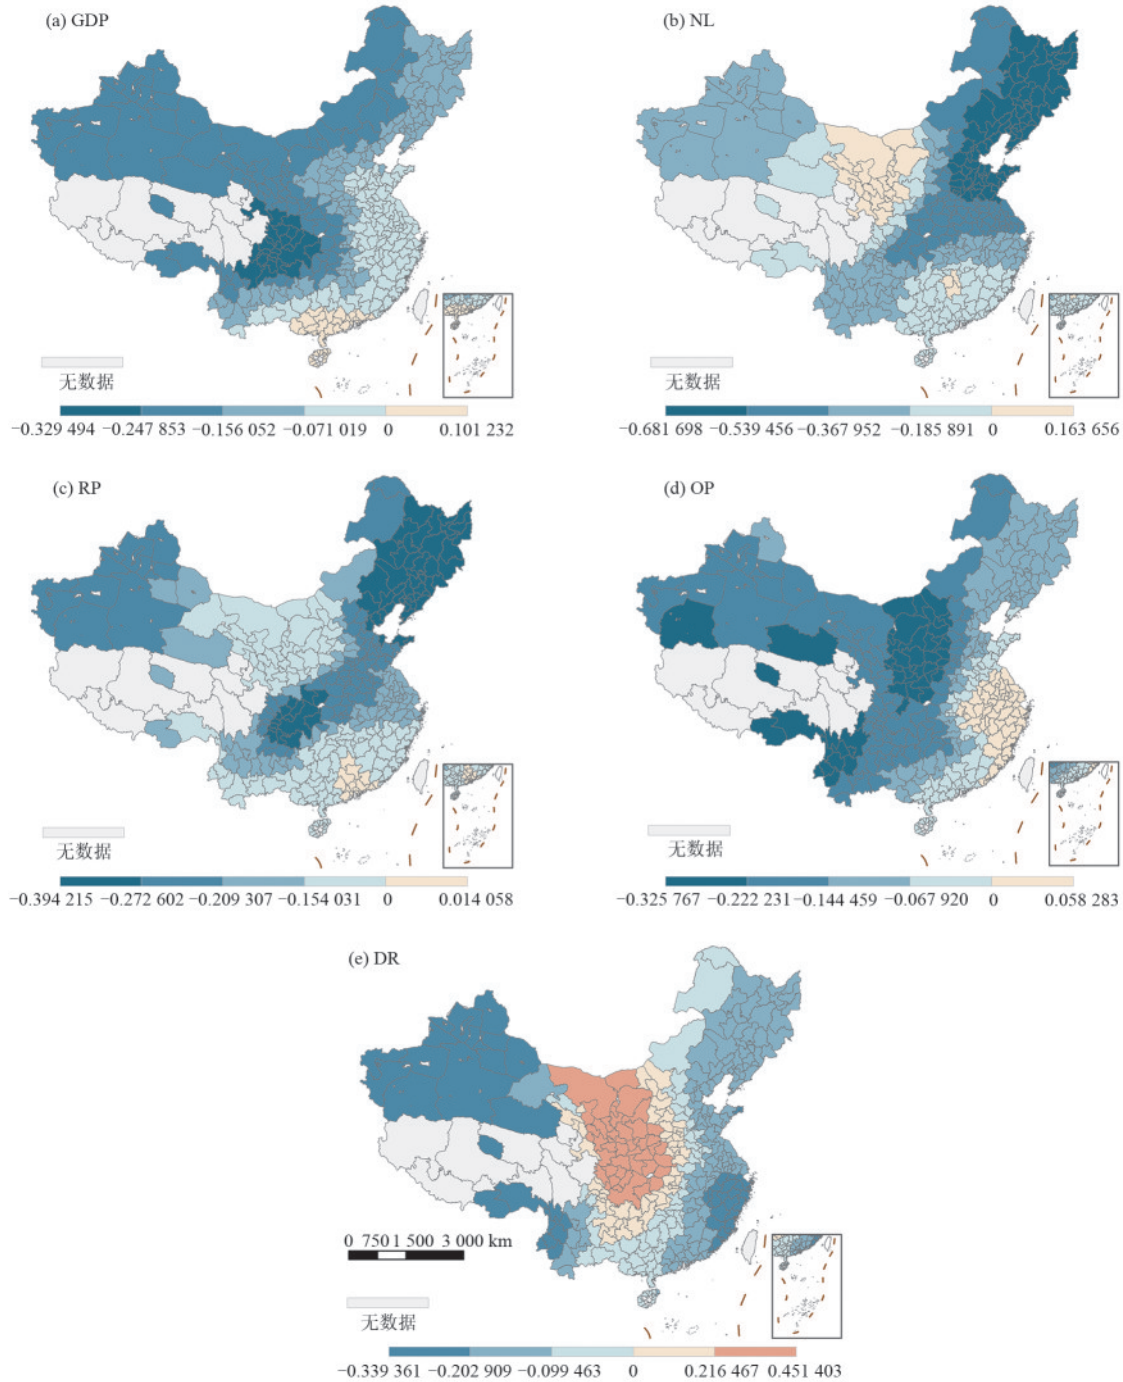 (a) GDP
(b) NL
无数据
无数据
−0.329 494 −0.247 853 −0.156 052 −0.071 019 0 0.101 232
−0.681 698 −0.539 456 −0.367 952 −0.185 891 0 0.163 656
(c) RP
(d) OP
无数据
无数据
−0.394 215 −0.272 602 −0.209 307 −0.154 031 0 0.014 058
−0.325 767 −0.222 231 −0.144 459 −0.067 920 0 0.058 283
(e) DR
0 750 1 500 3 000 km
无数据
−0.339 361 −0.202 909 −0.099 463 0 0.216 467 0.451 403